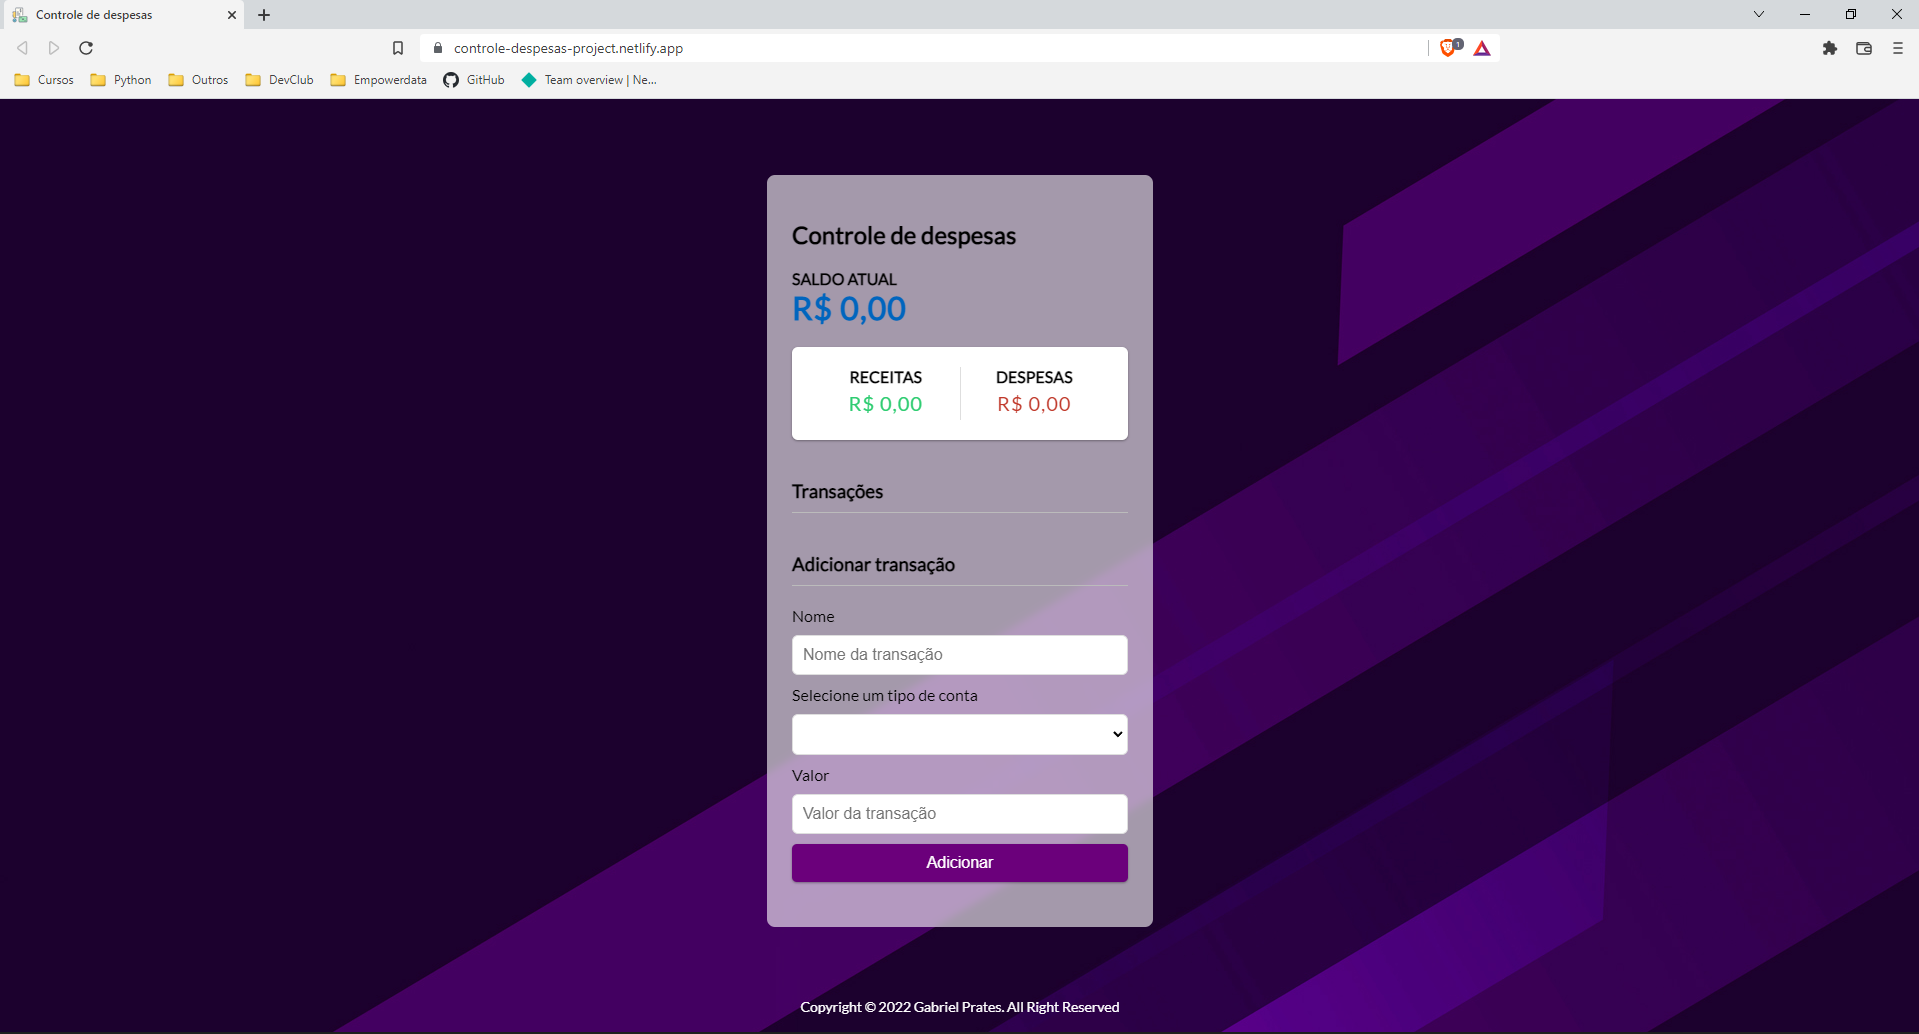 Controle de despesas
controle-despesas-project.netlify.app
1
Cursos Python Outros DevClub Empowerdata GitHub Team overview | Ne...
Controle de despesas
SALDO ATUAL
R$ 0,00
RECEITAS DESPESAS
R$ 0,00 R$ 0,00
Transações
Adicionar transação
Nome
Nome da transação
Selecione um tipo de conta
Valor
Valor da transação
Adicionar
Copyright © 2022 Gabriel Prates. All Right Reserved